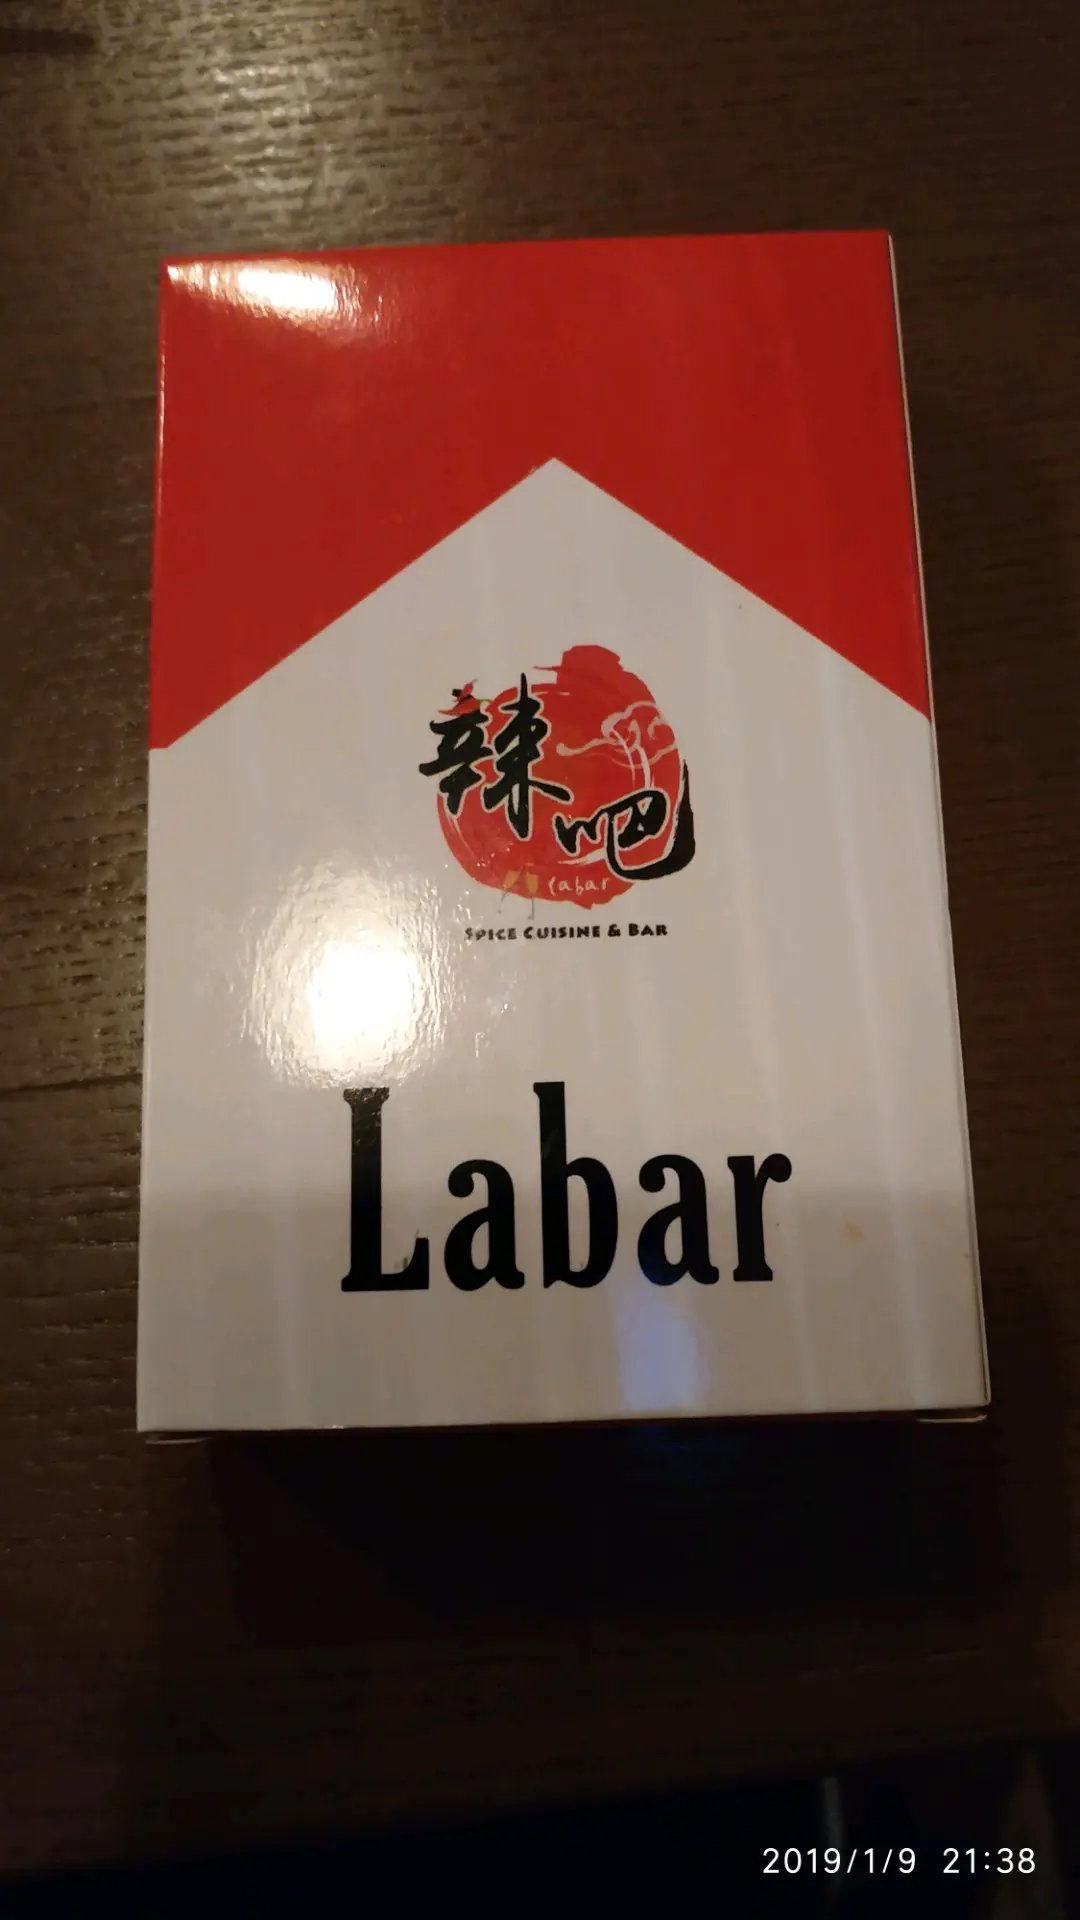 辣吧
Labar
SPICE CUISINE & BAR
Labar
2019/1/9 21:38